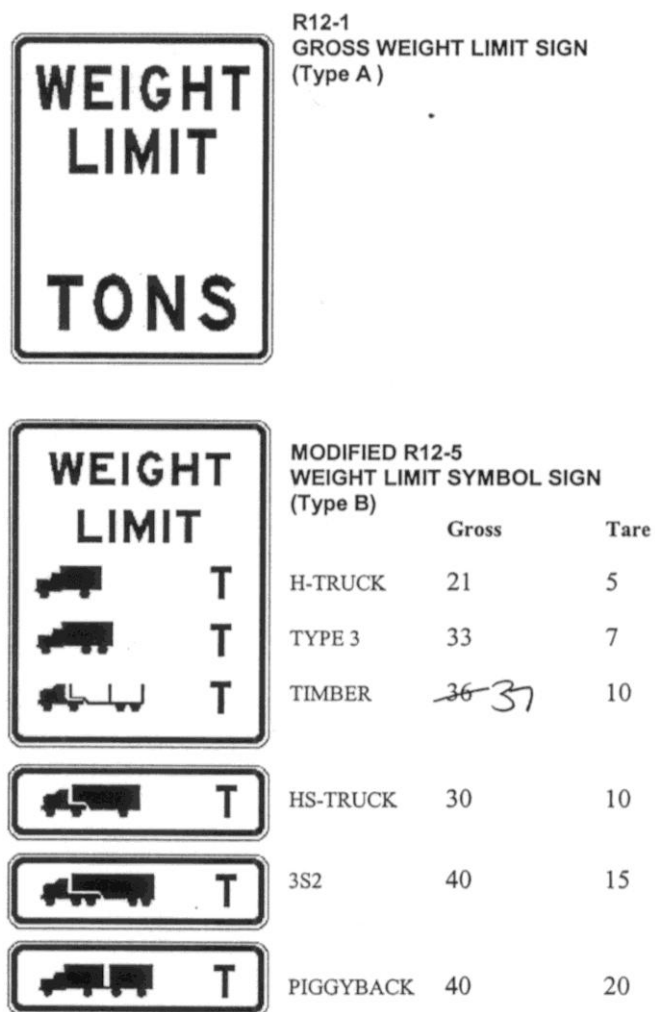 R12-1
GROSS WEIGHT LIMIT SIGN
(Type A )
WEIGHT
LIMIT
TONS
MODIFIED R12-5
WEIGHT LIMIT SYMBOL SIGN
(Type B)
WEIGHT
LIMIT
Gross Tare
T H-TRUCK 21 5
T TYPE 3 33 7
T TIMBER 36 37 10
T HS-TRUCK 30 10
T 3S2 40 15
T PIGGYBACK 40 20